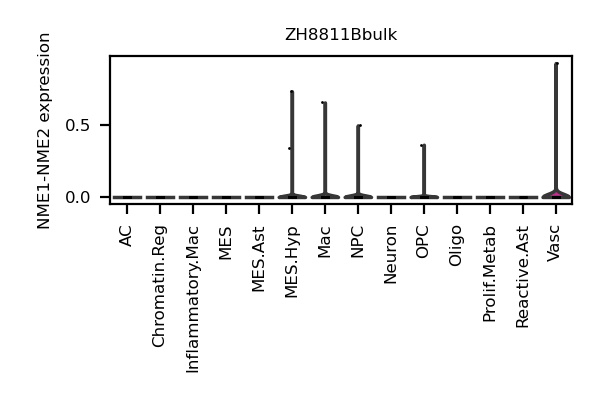 ZH8811Bbulk
NME1-NME2 expression
0.5
0.0
AC
Chromatin.Reg
Inflammatory.Mac
MES
MES.Ast
MES.Hyp
Mac
NPC
Neuron
OPC
Oligo
Prolif.Metab
Reactive.Ast
Vasc